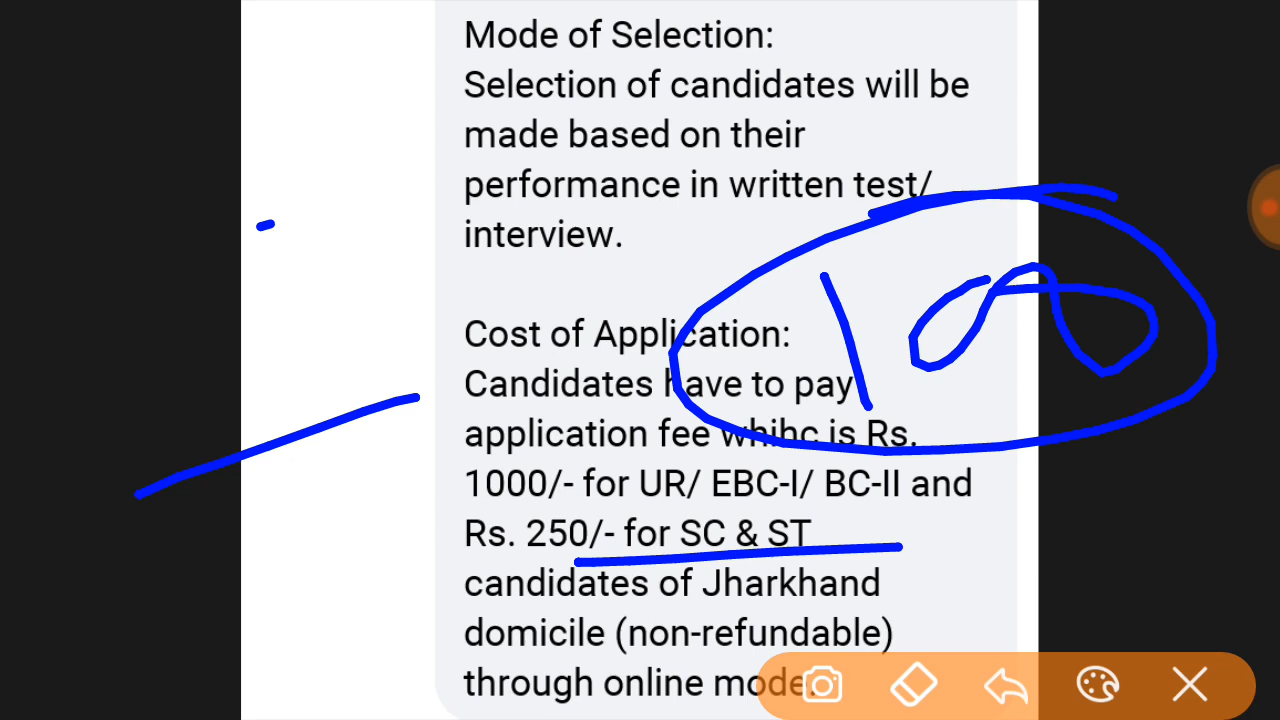 Mode of Selection:
Selection of candidates will be
made based on their
performance in written test/
interview.
Cost of Application:
Candidates have to pay
application fee whihc is Rs.
1000/- for UR/ EBC-I/ BC-II and
Rs. 250/- for SC & ST
candidates of Jharkhand
domicile (non-refundable)
through online mode.